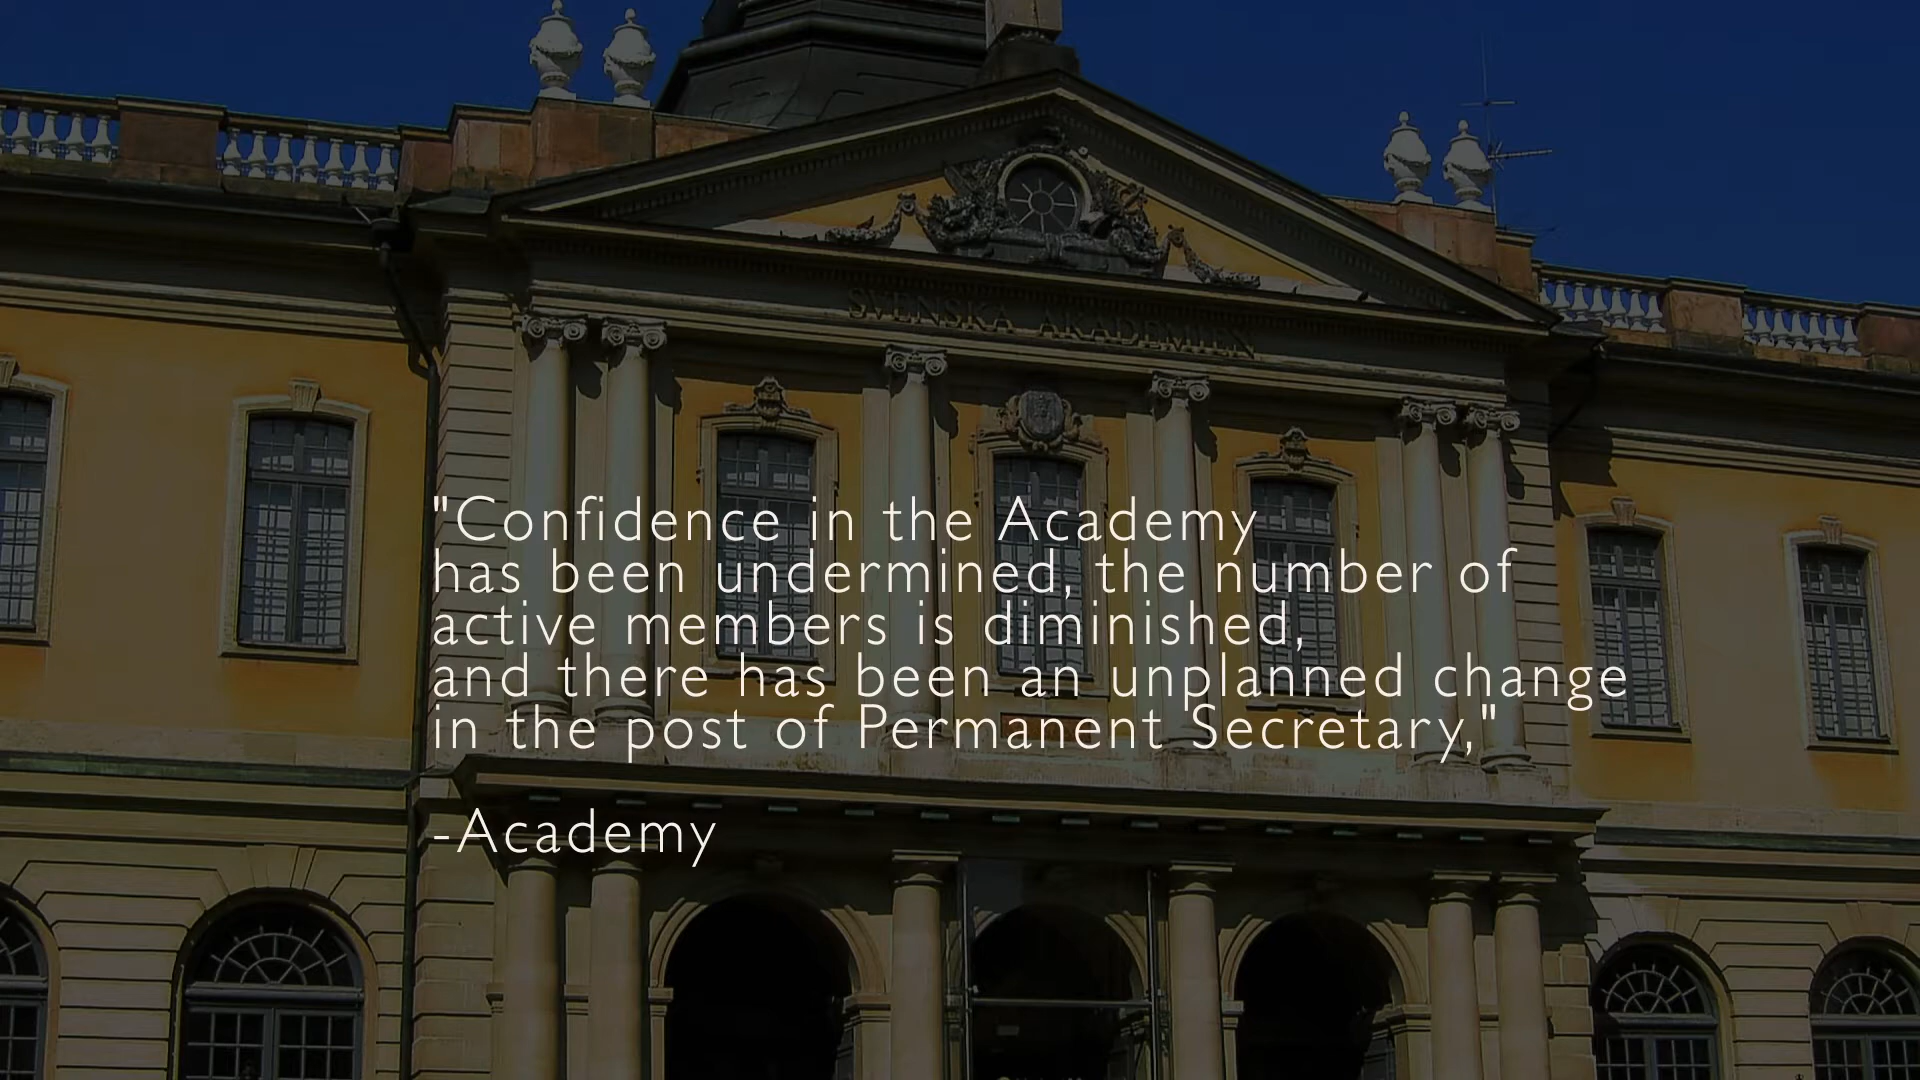 SVENSKA AKADEMIEN
"Confidence in the Academy
has been undermined, the number of
active members is diminished,
and there has been an unplanned change
in the post of Permanent Secretary,"
-Academy